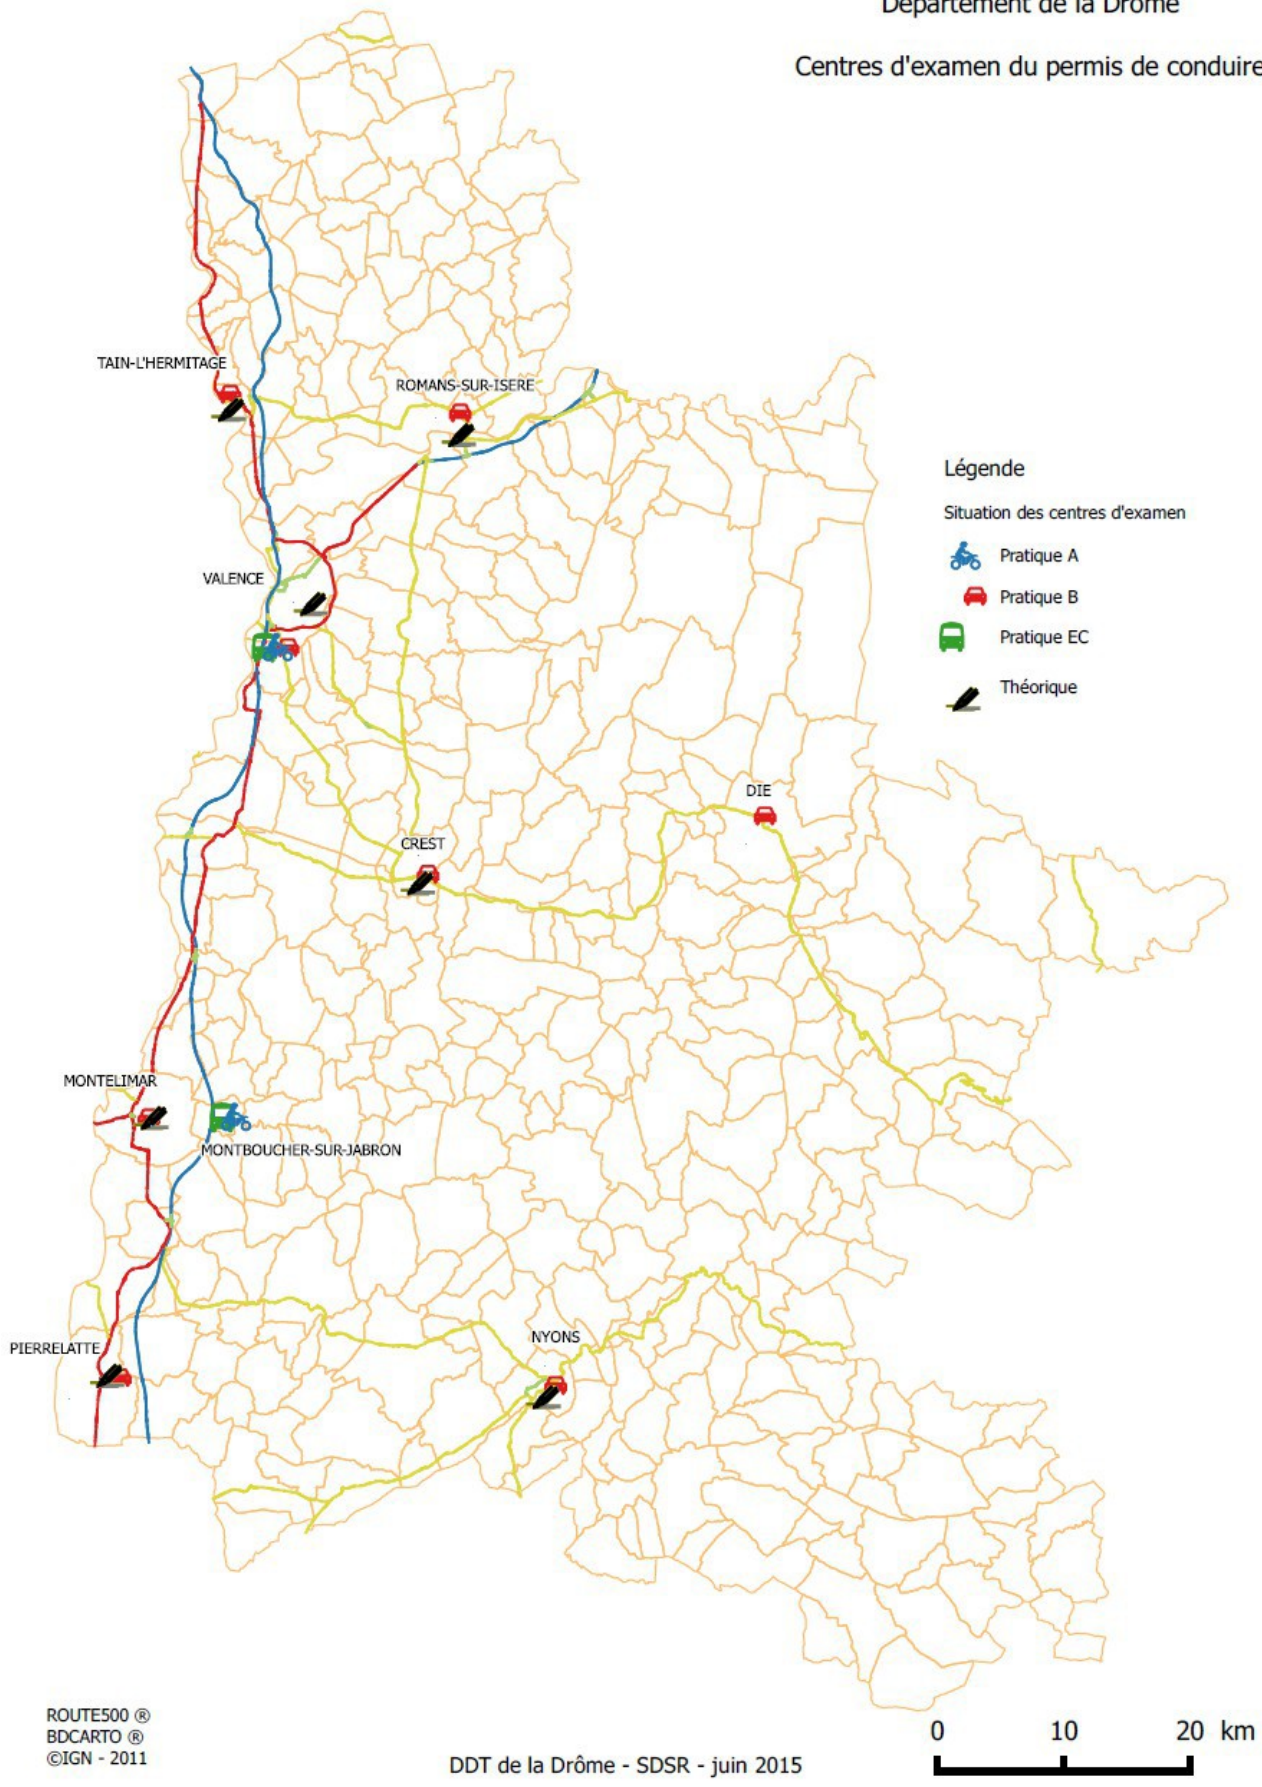 Département de la Drôme
Centres d'examen du permis de conduire
TAIN-L'HERMITAGE
ROMANS-SUR-ISERE
Légende
Situation des centres d'examen
Pratique A
Pratique B
Pratique EC
Théorique
VALENCE
DIE
CREST
MONTELIMAR
MONTBOUCHER-SUR-JABRON
NYONS
PIERRELATTE
ROUTE500 ®
BDCARTO ®
©IGN - 2011
DDT de la Drôme - SDSR - juin 2015
0 10 20 km